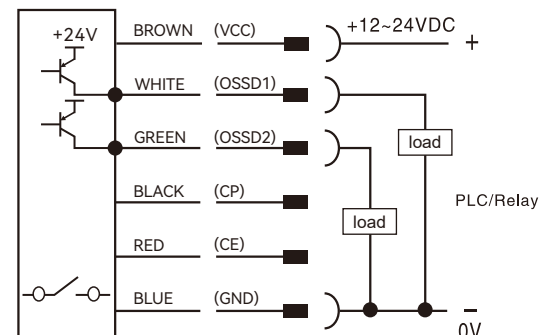 +24V
BROWN (VCC) +12~24VDC +
WHITE (OSSD1)
load
GREEN (OSSD2)
BLACK (CP) PLC/Relay
load
RED (CE)
BLUE (GND) −
0V